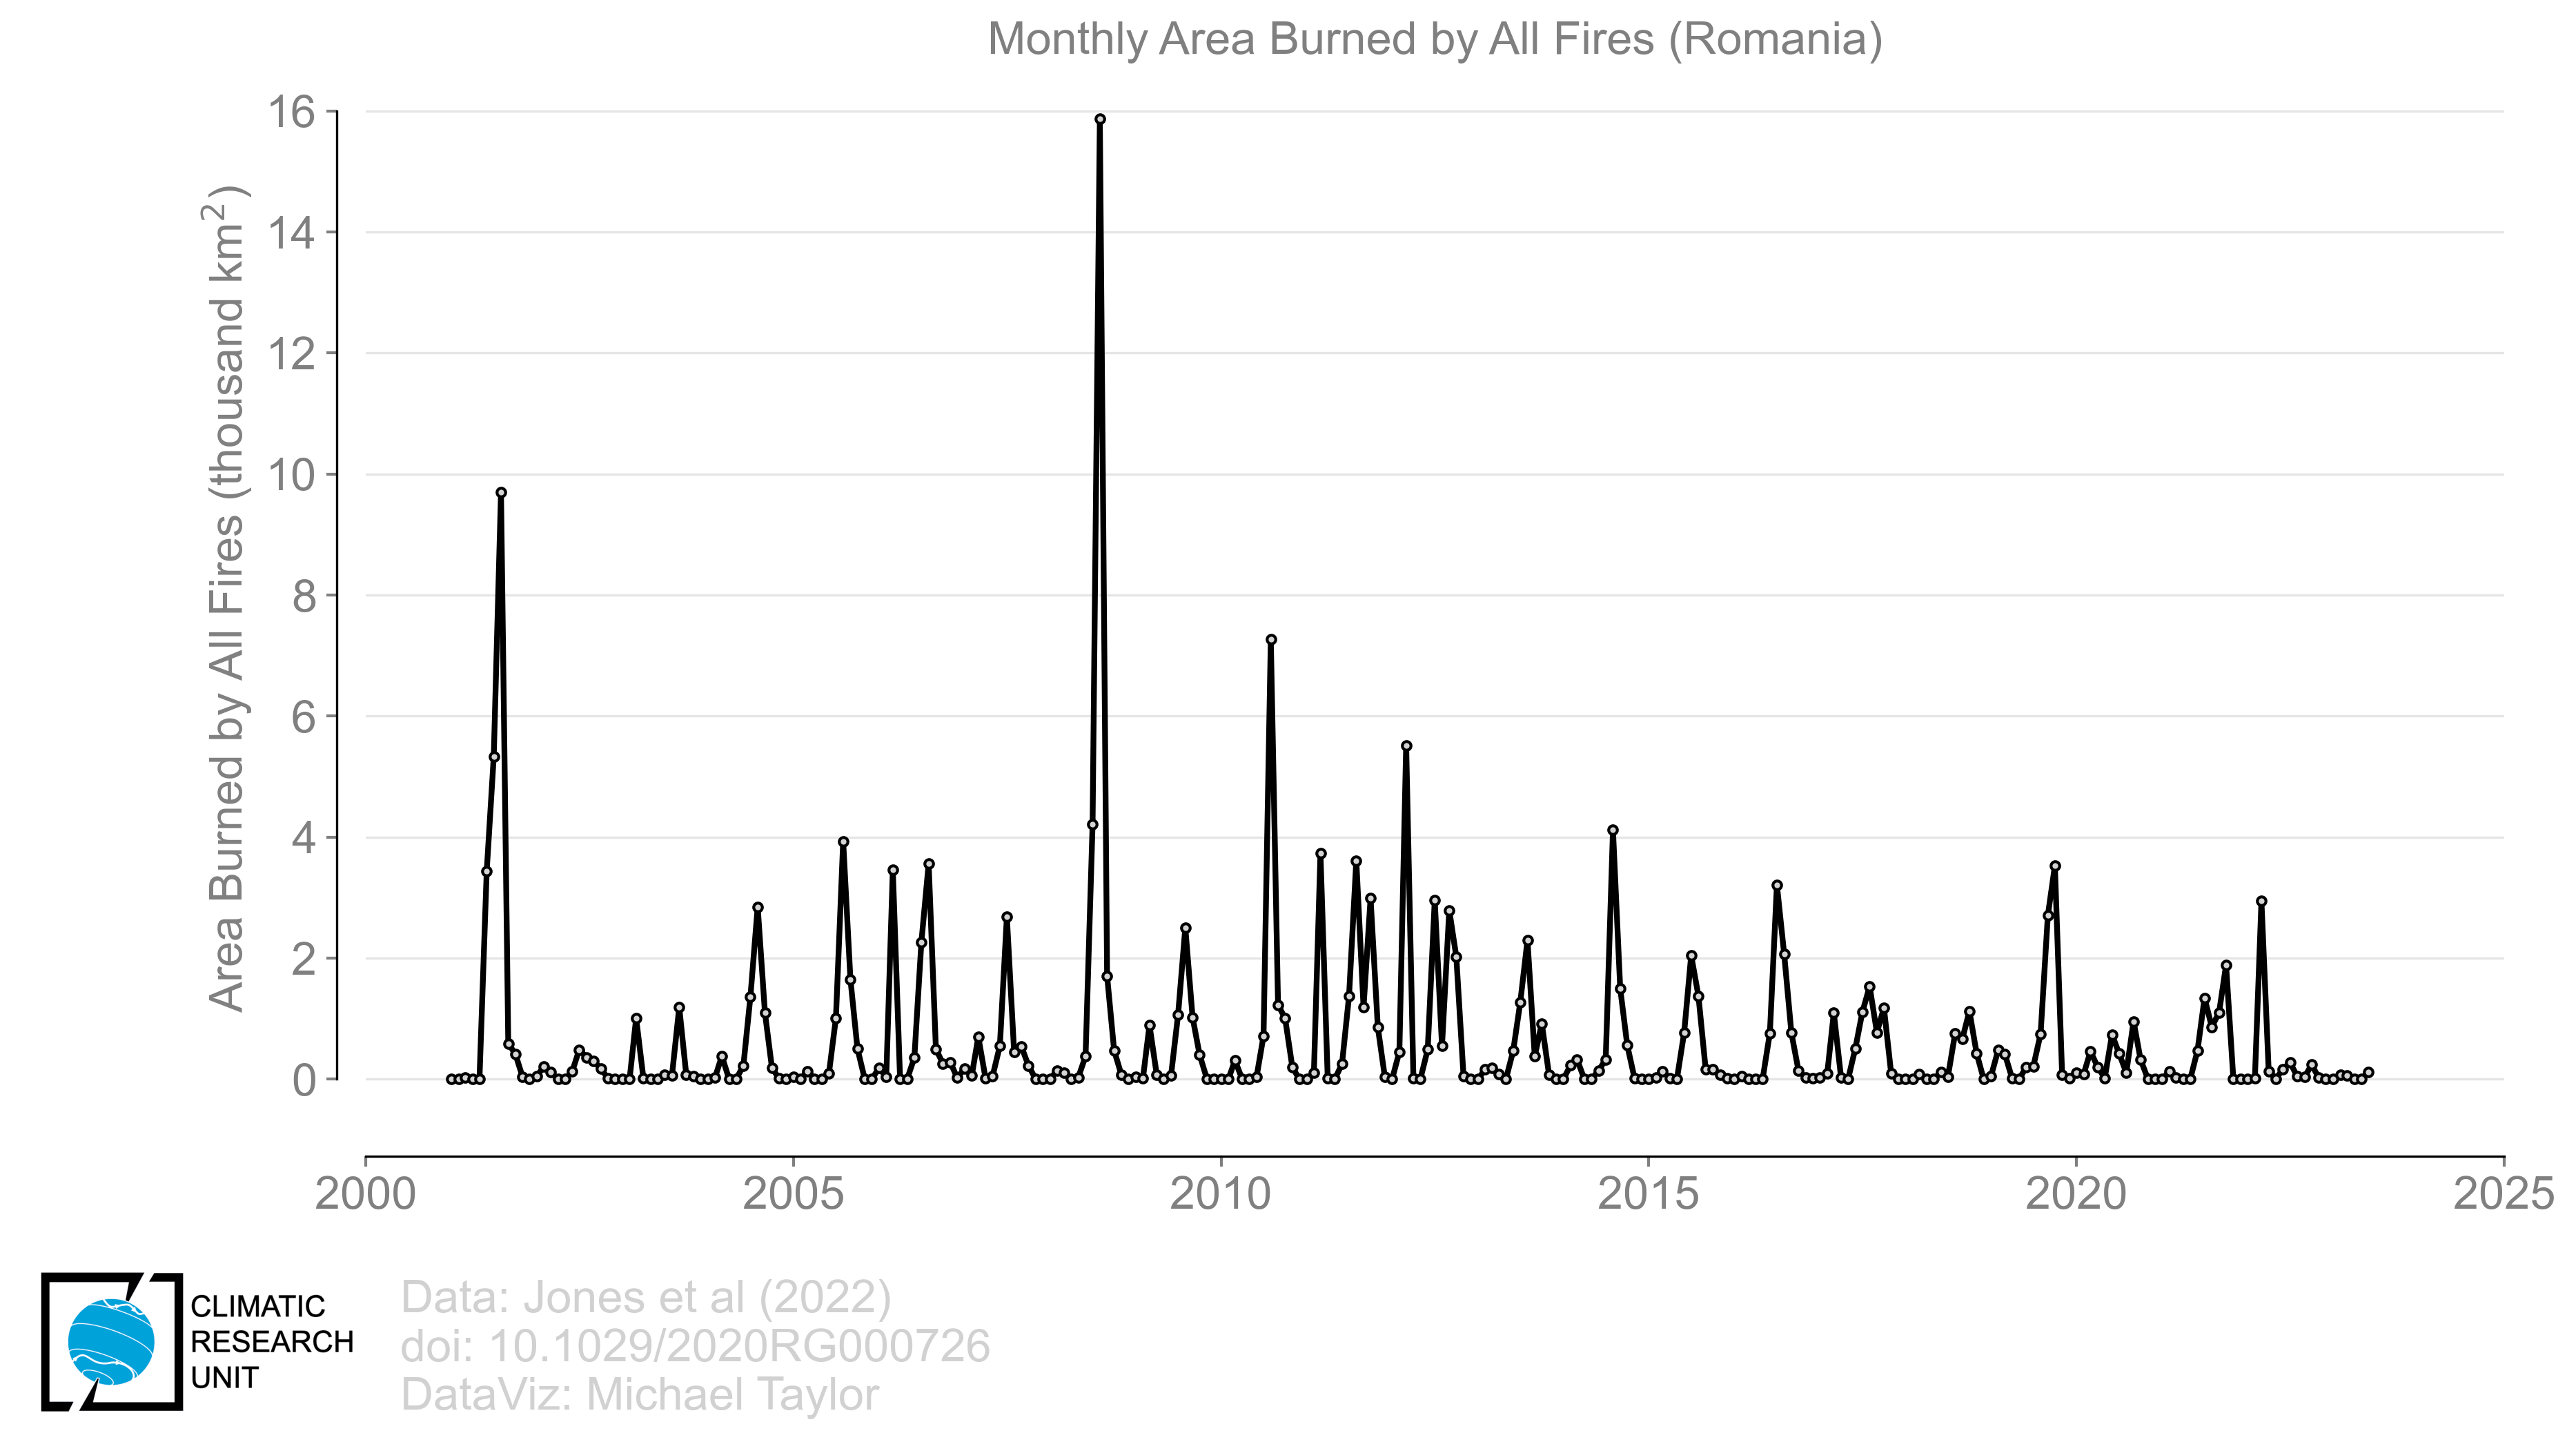 Monthly Area Burned by All Fires (Romania)
Area Burned by All Fires (thousand km²)
16
14
12
10
8
6
4
2
0
2000 2005 2010 2015 2020 2025
CLIMATIC
RESEARCH
UNIT
Data: Jones et al (2022)
doi: 10.1029/2020RG000726
DataViz: Michael Taylor